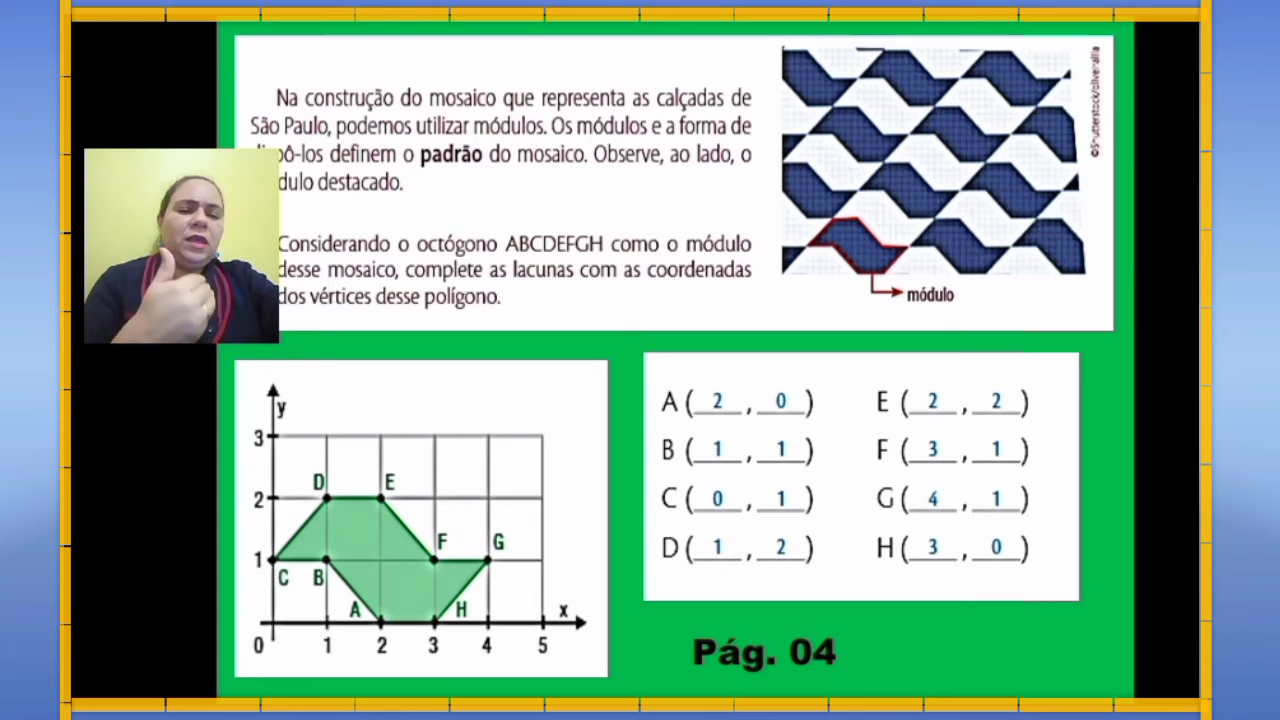 Na construção do mosaico que representa as calçadas de
São Paulo, podemos utilizar módulos. Os módulos e a forma de
definem o padrão do mosaico. Observe, ao lado, o
destacado.
Considerando o octógono ABCDEFGH como o módulo
desse mosaico, complete as lacunas com as coordenadas
dos vértices desse polígono.
©Shutterstock/oliveirallia
módulo
y
3
2
1
0
1
2
3
4
5
x
D
E
F
G
C
B
A
H
A ( 2 , 0 )
B ( 1 , 1 )
C ( 0 , 1 )
D ( 1 , 2 )
E ( 2 , 2 )
F ( 3 , 1 )
G ( 4 , 1 )
H ( 3 , 0 )
Pág. 04